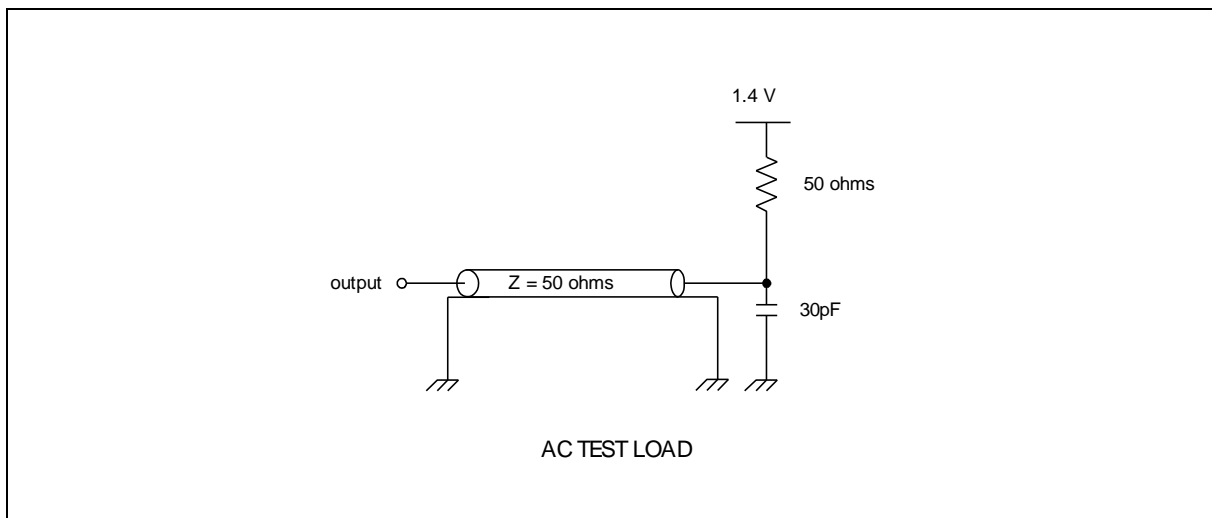 1.4 V
50 ohms
output
Z = 50 ohms
30pF
AC TEST LOAD